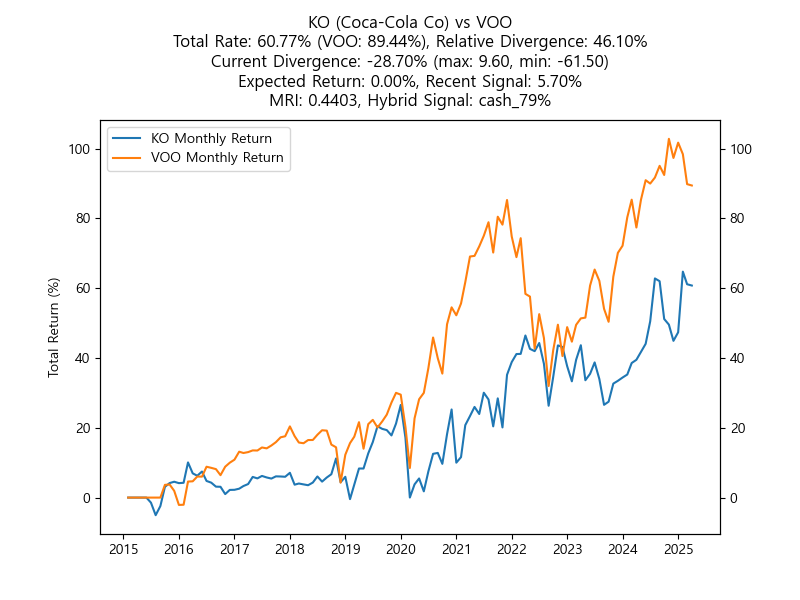 KO (Coca-Cola Co) vs VOO
Total Rate: 60.77% (VOO: 89.44%), Relative Divergence: 46.10%
Current Divergence: -28.70% (max: 9.60, min: -61.50)
Expected Return: 0.00%, Recent Signal: 5.70%
MRI: 0.4403, Hybrid Signal: cash_79%
KO Monthly Return
VOO Monthly Return
Total Return (%)
100
80
60
40
20
0
100
80
60
40
20
0
2015 2016 2017 2018 2019 2020 2021 2022 2023 2024 2025